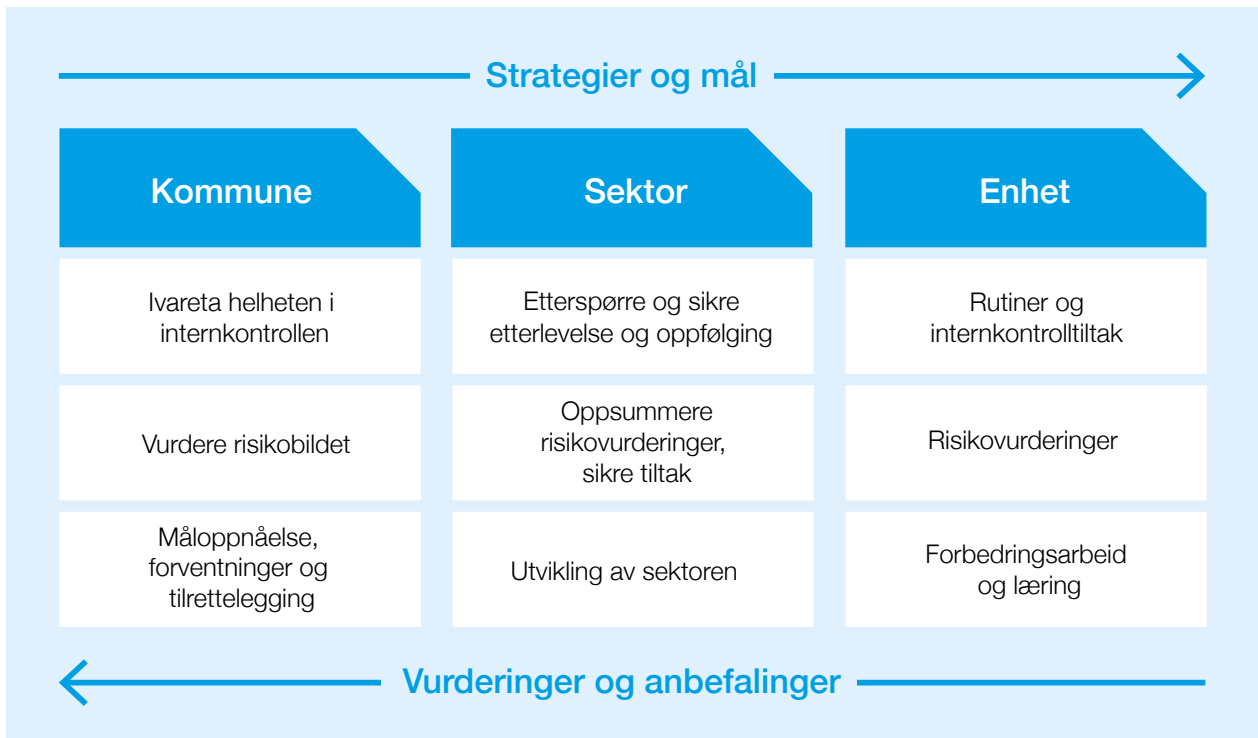 Strategier og mål
Kommune
Sektor
Enhet
Ivareta helheten i
internkontrollen
Etterspørre og sikre
etterlevelse og oppfølging
Rutiner og
internkontrolltiltak
Vurdere risikobildet
Oppsummere
risikovurderinger,
sikre tiltak
Risikovurderinger
Måloppnåelse,
forventninger og
tilrettelegging
Utvikling av sektoren
Forbedringsarbeid
og læring
Vurderinger og anbefalinger